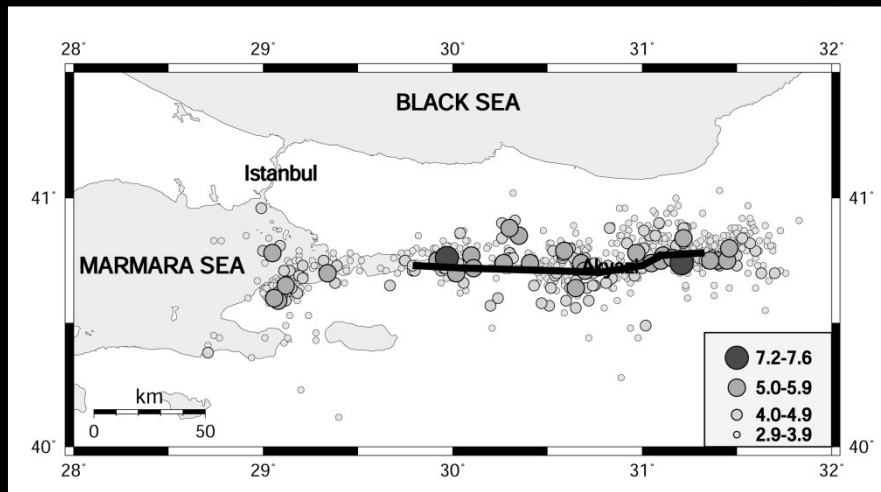 28° 29° 30° 31° 32°
BLACK SEA
Istanbul
41° 41°
MARMARA SEA
Akyazi
7.2-7.6
5.0-5.9
km
4.0-4.9
0 50
2.9-3.9
40° 40°
28° 29° 30° 31° 32°